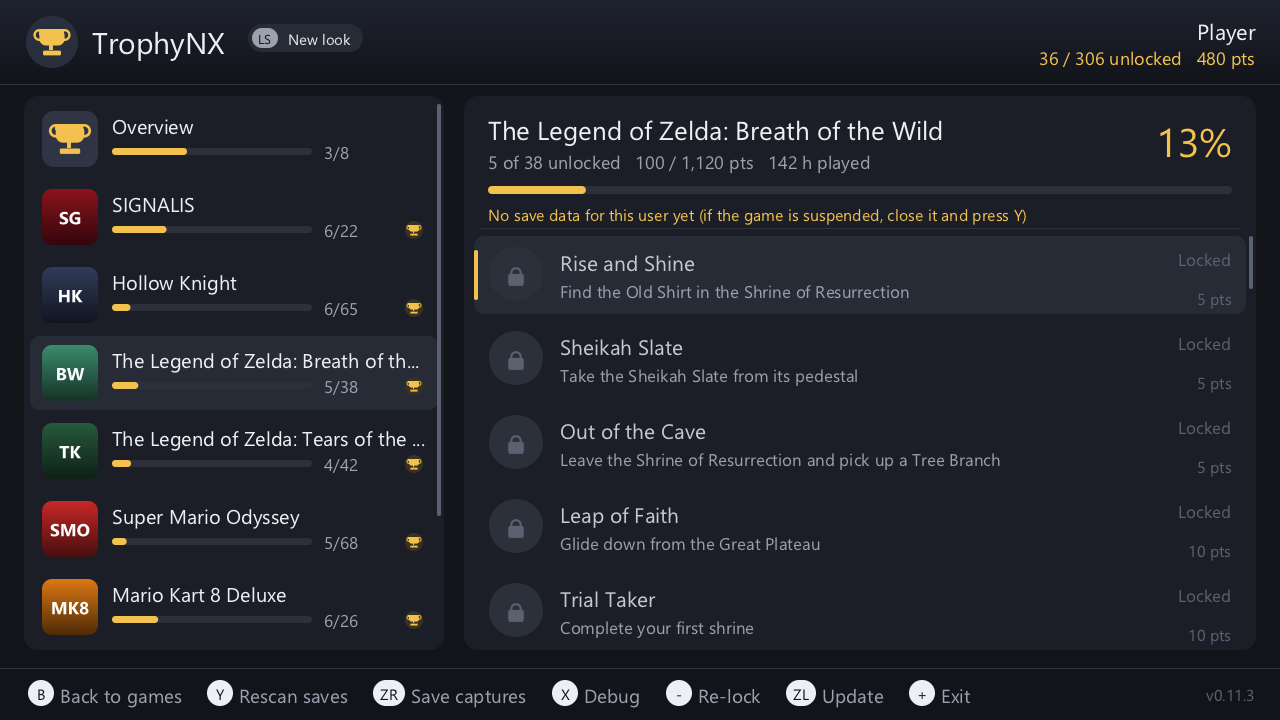 TrophyNX
LS New look
Player
36 / 306 unlocked 480 pts
Overview
3/8
SG
SIGNALIS
6/22
HK
Hollow Knight
6/65
BW
The Legend of Zelda: Breath of th...
5/38
TK
The Legend of Zelda: Tears of the ...
4/42
SMO
Super Mario Odyssey
5/68
MK8
Mario Kart 8 Deluxe
6/26
The Legend of Zelda: Breath of the Wild
13%
5 of 38 unlocked 100 / 1,120 pts 142 h played
No save data for this user yet (if the game is suspended, close it and press Y)
Rise and Shine
Locked
Find the Old Shirt in the Shrine of Resurrection
5 pts
Sheikah Slate
Locked
Take the Sheikah Slate from its pedestal
5 pts
Out of the Cave
Locked
Leave the Shrine of Resurrection and pick up a Tree Branch
5 pts
Leap of Faith
Locked
Glide down from the Great Plateau
10 pts
Trial Taker
Locked
Complete your first shrine
10 pts
B Back to games Y Rescan saves ZR Save captures X Debug - Re-lock ZL Update + Exit
v0.11.3